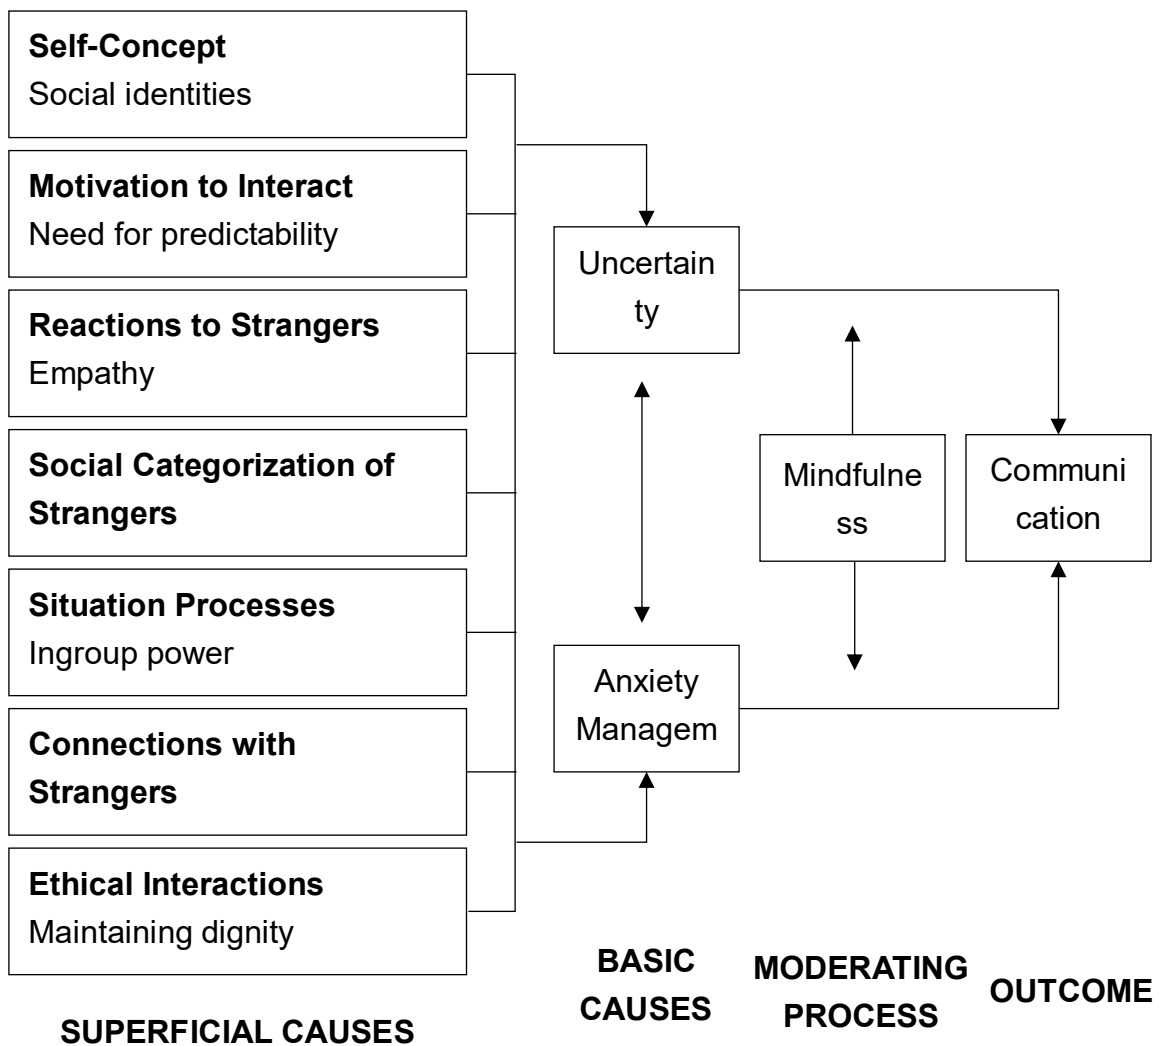 Self-Concept
Social identities
Motivation to Interact
Need for predictability
Reactions to Strangers
Empathy
Social Categorization of
Strangers
Situation Processes
Ingroup power
Connections with
Strangers
Ethical Interactions
Maintaining dignity
SUPERFICIAL CAUSES
Uncertain
ty
Anxiety
Managem
BASIC
CAUSES
Mindfulne
ss
MODERATING
PROCESS
Communi
cation
OUTCOME